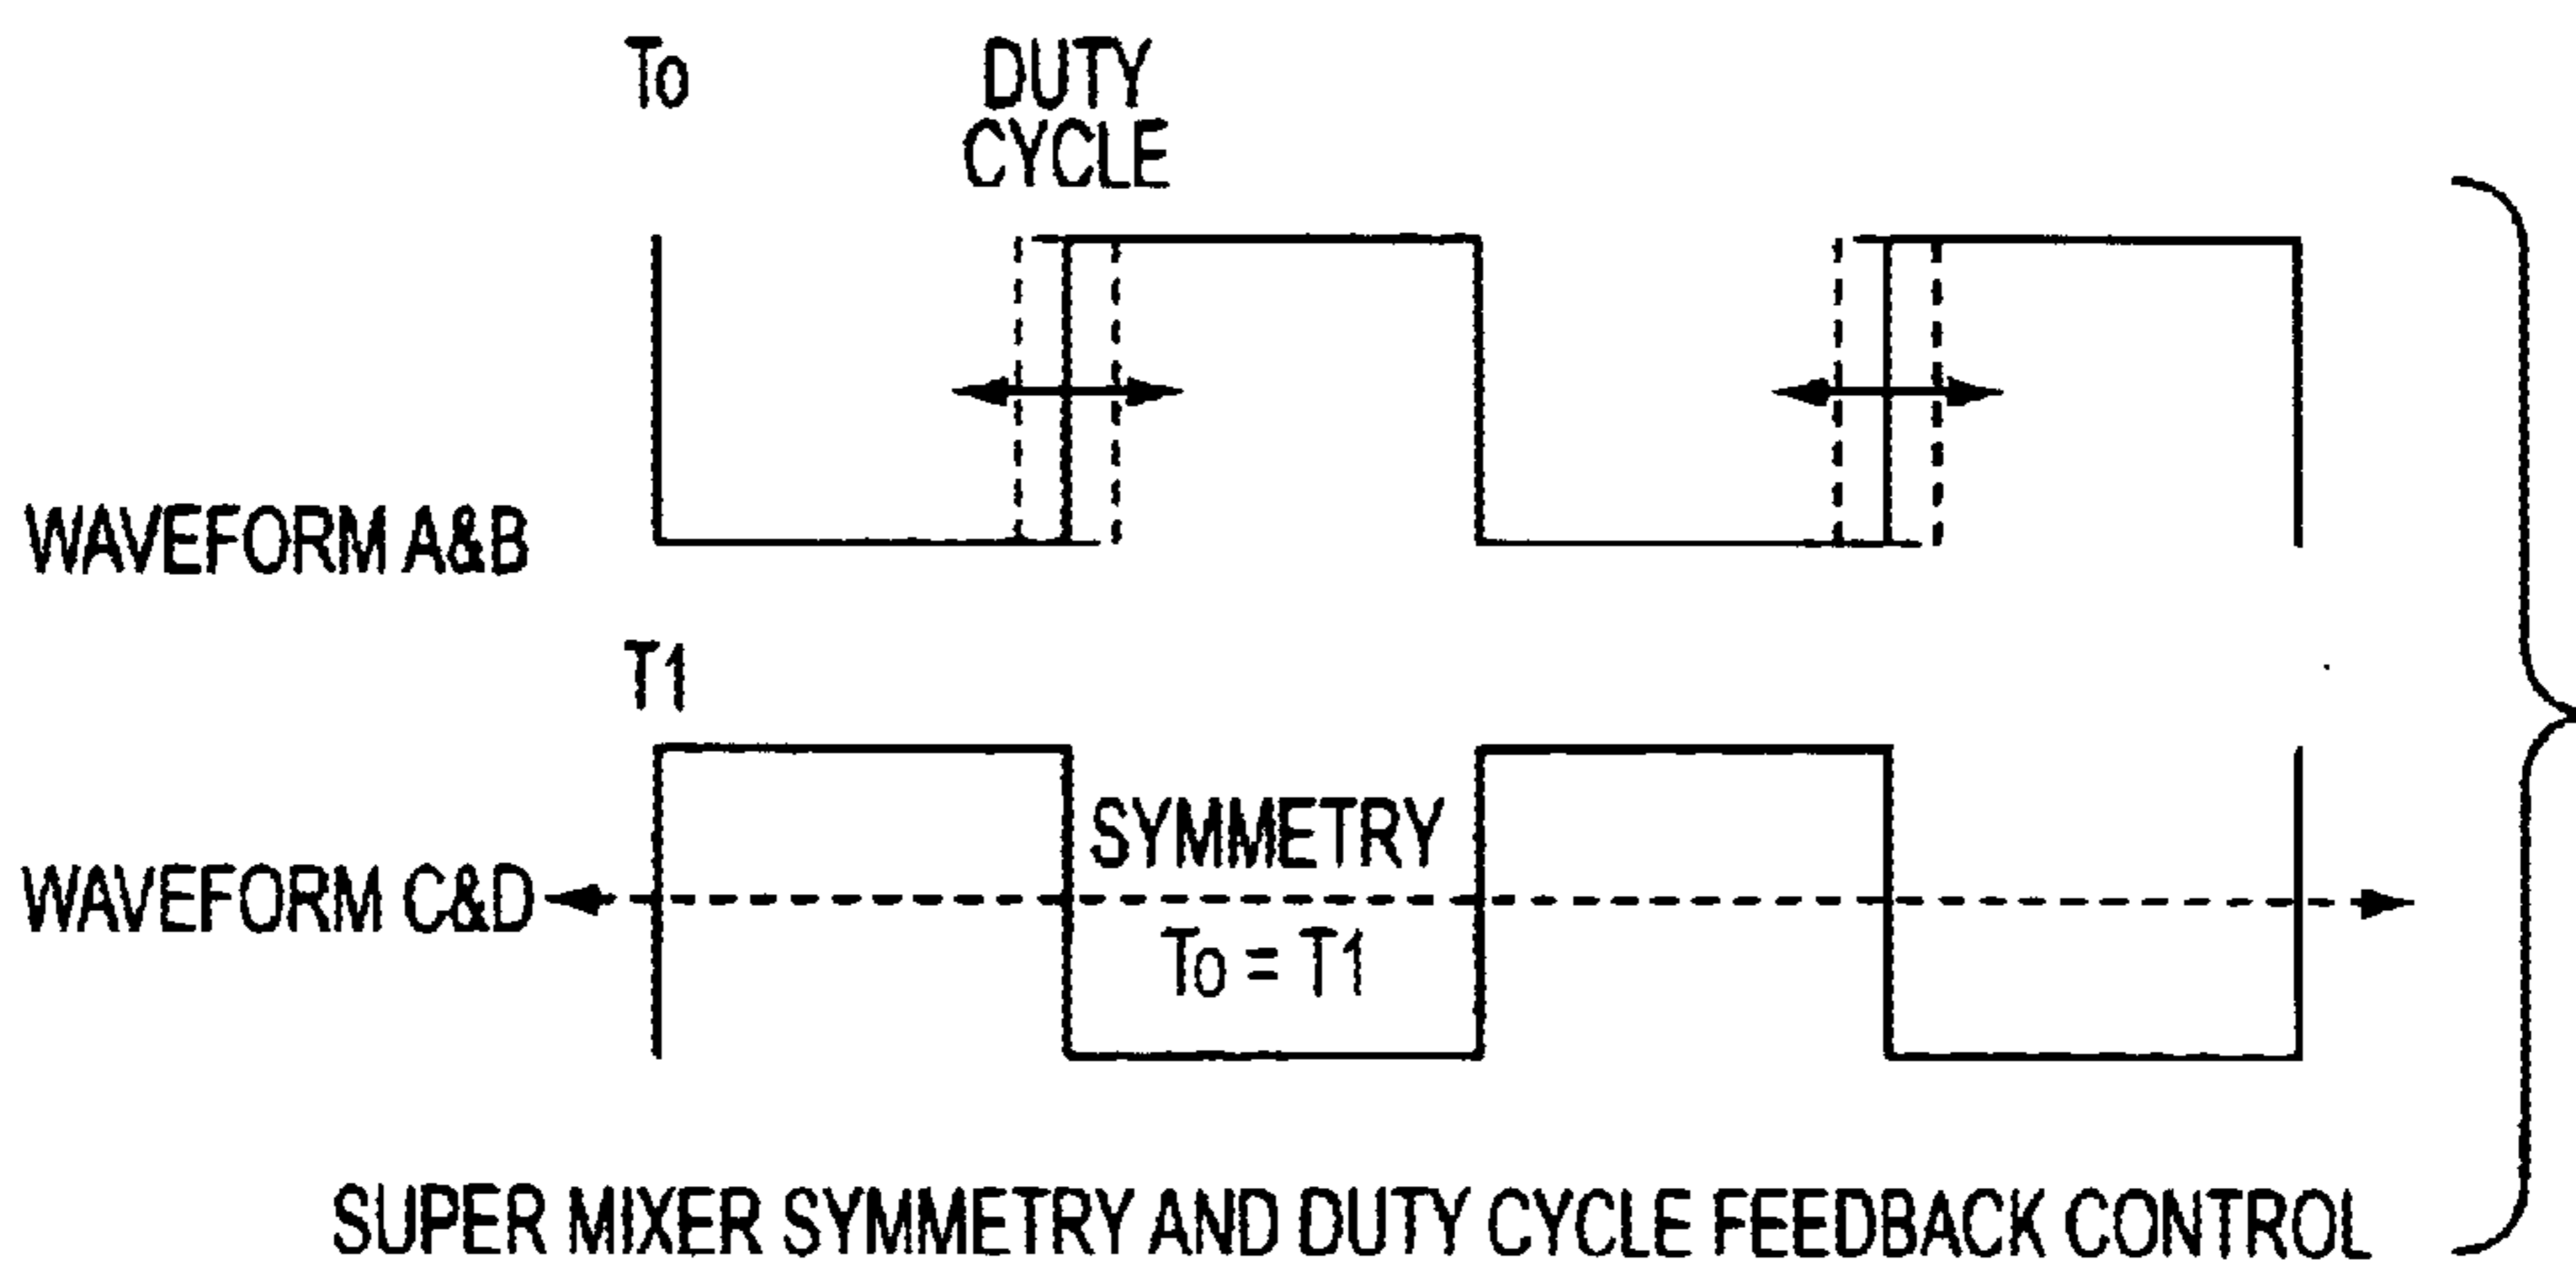 To
DUTY
CYCLE
WAVEFORM A&B
T1
SYMMETRY
WAVEFORM C&D
To = T1
SUPER MIXER SYMMETRY AND DUTY CYCLE FEEDBACK CONTROL